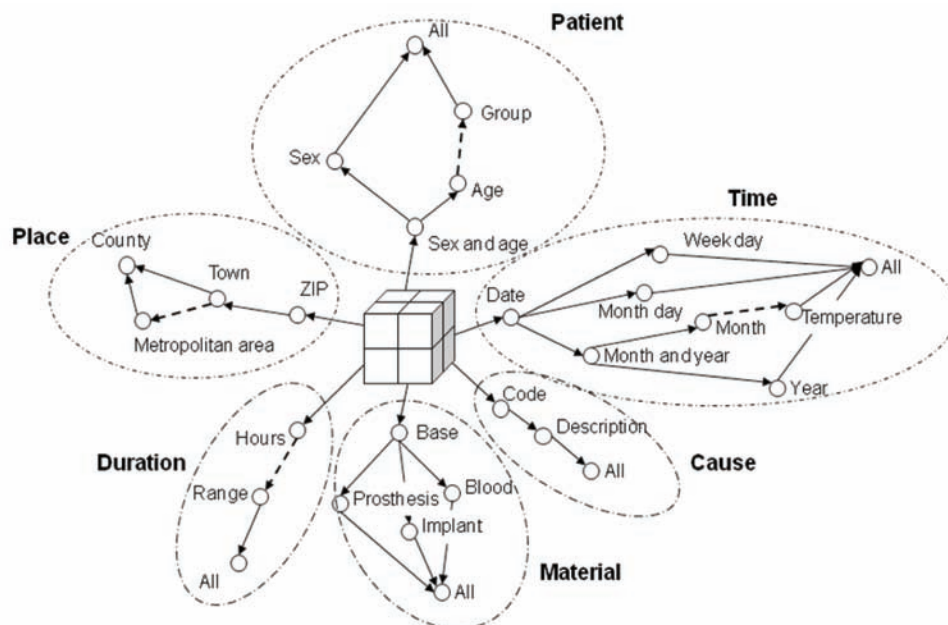 Patient
All
Group
Sex
Age
Sex and age
Time
Week day
All
Date
Month day
Month
Temperature
Month and year
Year
Place
County
Town
ZIP
Metropolitan area
Duration
Hours
Range
All
Base
Prosthesis
Blood
Implant
All
Material
Code
Description
All
Cause